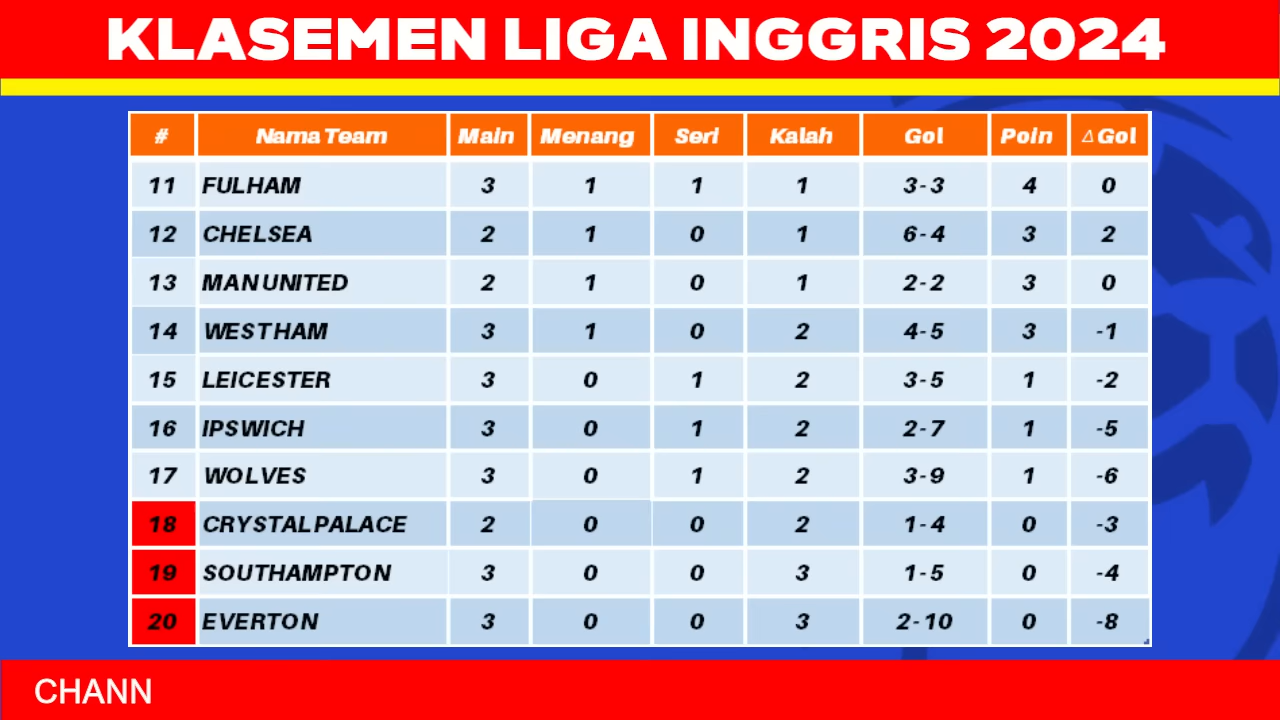 KLASEMEN LIGA INGGRIS 2024
# Nama Team Main Menang Seri Kalah Gol Poin △Gol
11 FULHAM 3 1 1 1 3-3 4 0
12 CHELSEA 2 1 0 1 6-4 3 2
13 MAN UNITED 2 1 0 1 2-2 3 0
14 WEST HAM 3 1 0 2 4-5 3 -1
15 LEICESTER 3 0 1 2 3-5 1 -2
16 IPSWICH 3 0 1 2 2-7 1 -5
17 WOLVES 3 0 1 2 3-9 1 -6
18 CRYSTAL PALACE 2 0 0 2 1-4 0 -3
19 SOUTHAMPTON 3 0 0 3 1-5 0 -4
20 EVERTON 3 0 0 3 2-10 0 -8
CHANN